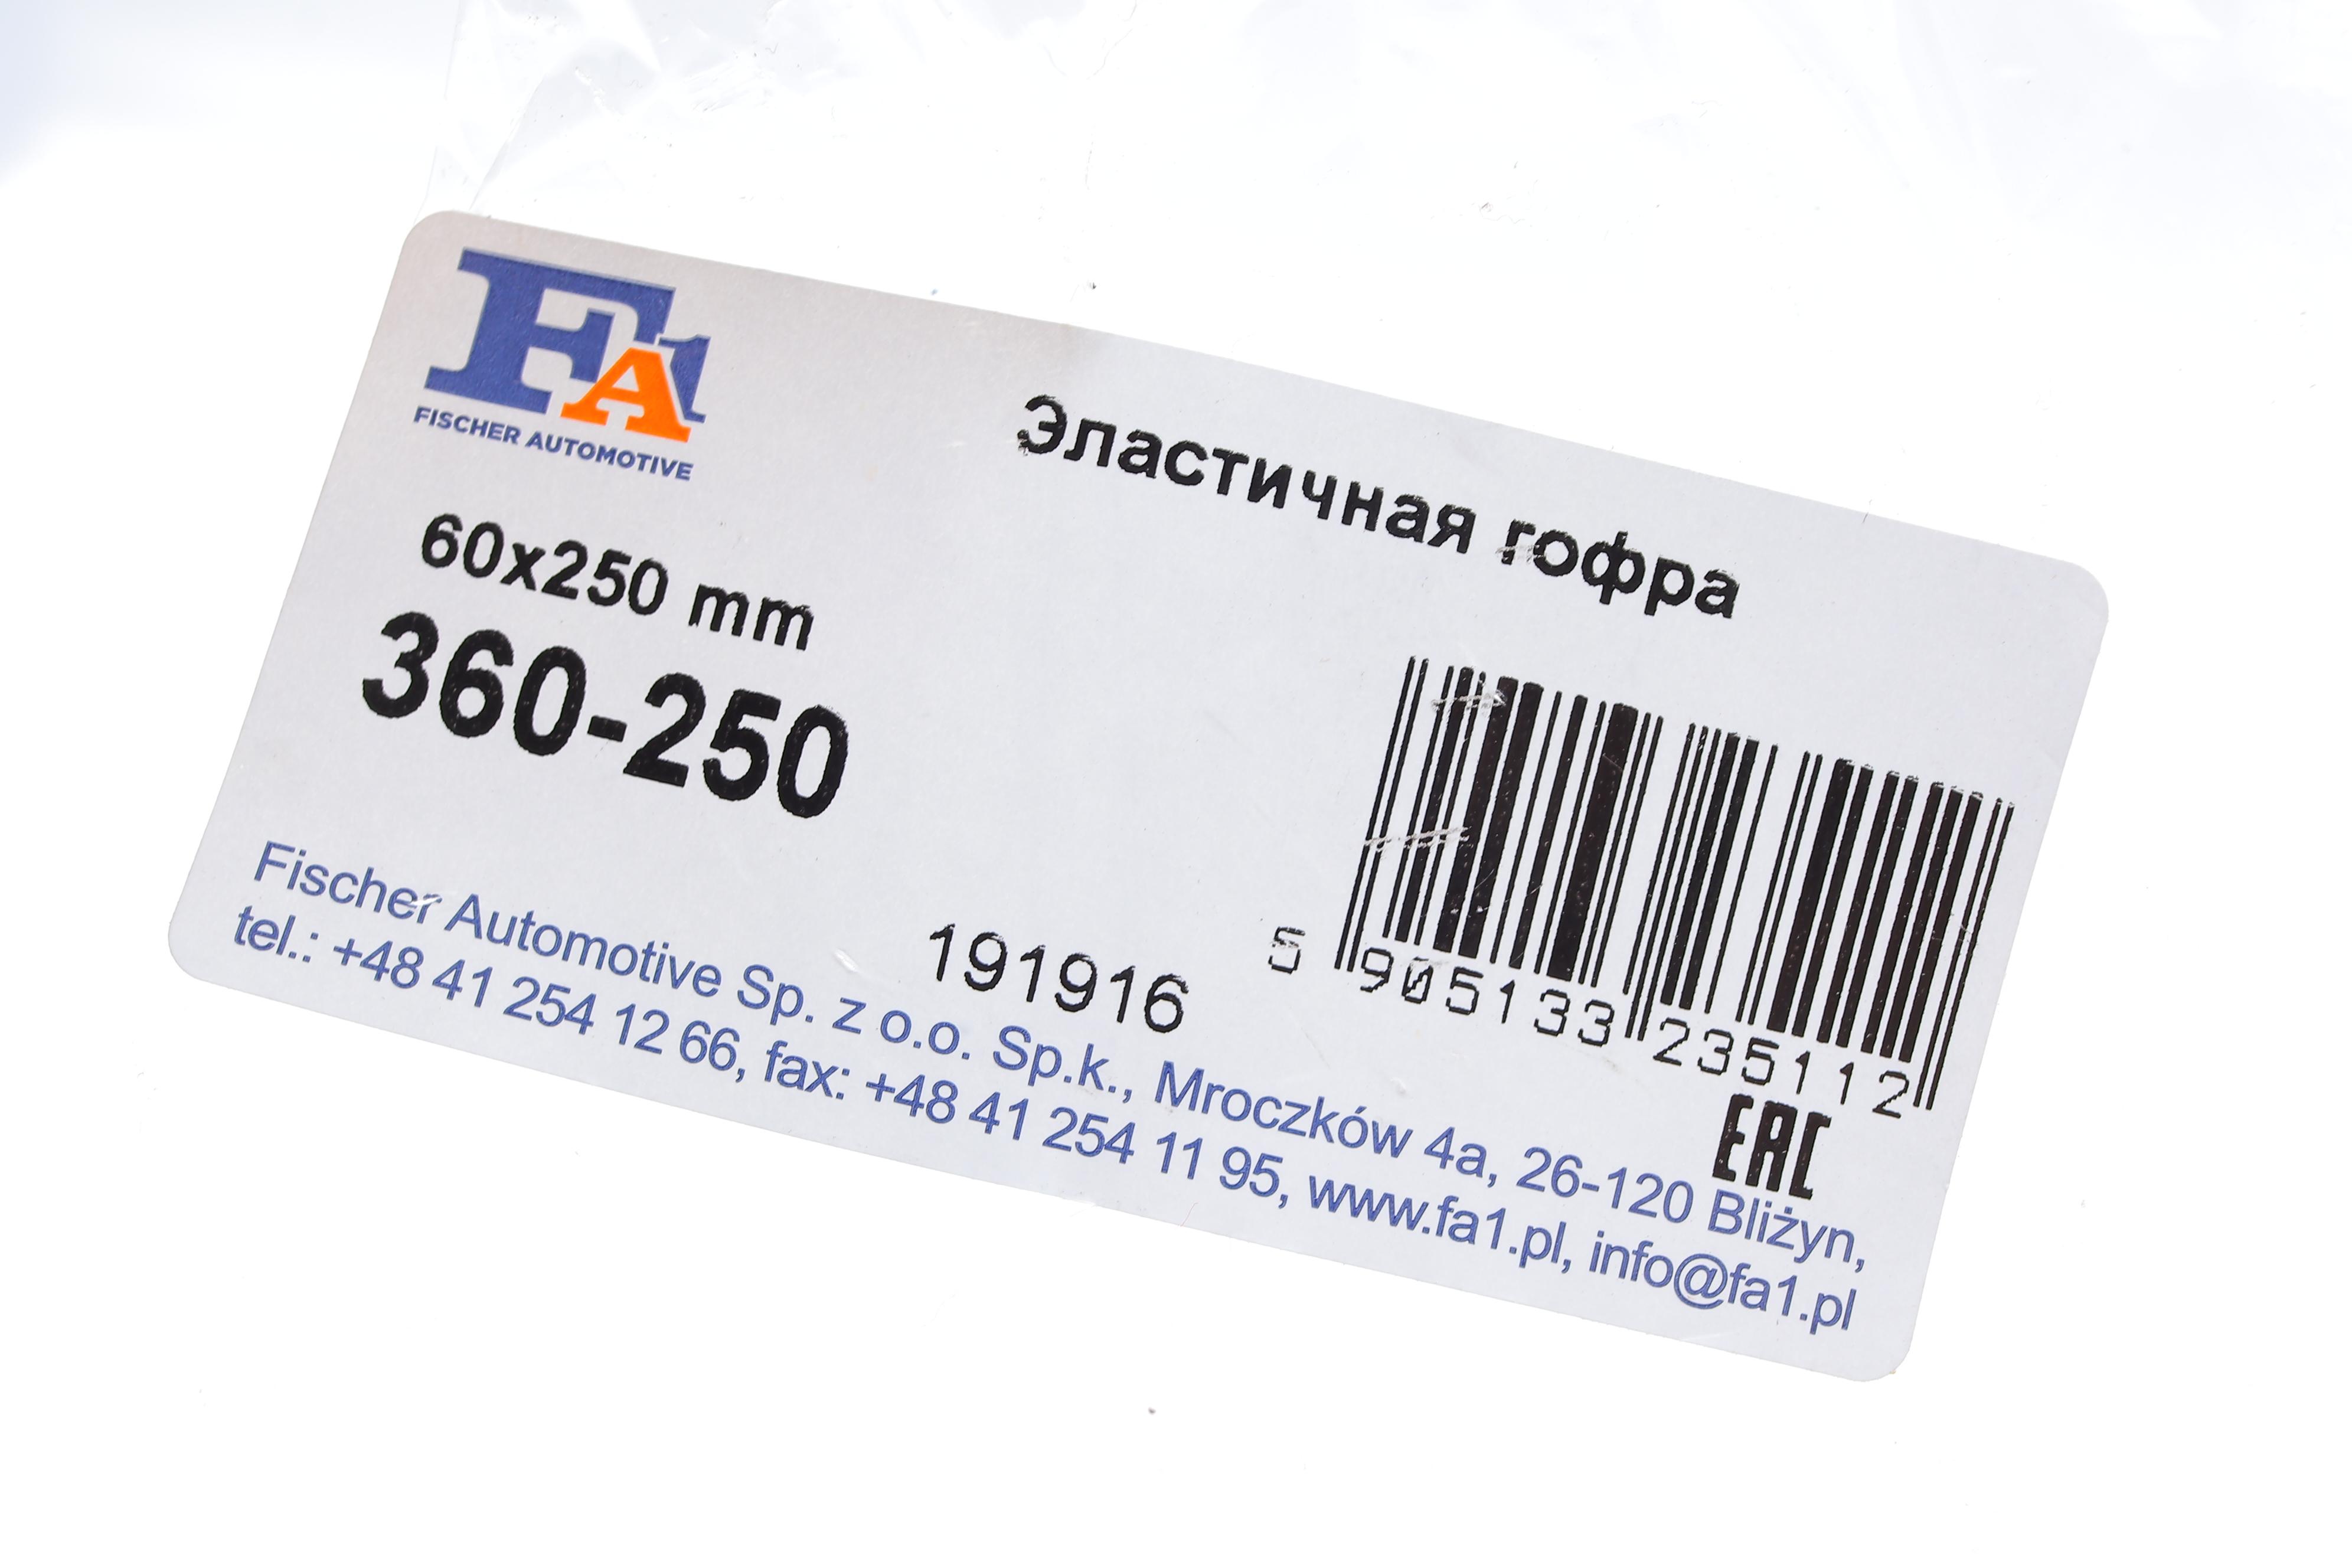 FA1
FISCHER AUTOMOTIVE
Эластичная гофра
60x250 mm
360-250
191916
5 905133 235112
EAC
Fischer Automotive Sp. z o.o. Sp.k., Mroczków 4a, 26-120 Bliżyn,
tel.: +48 41 254 12 66, fax: +48 41 254 11 95, www.fa1.pl, info@fa1.pl